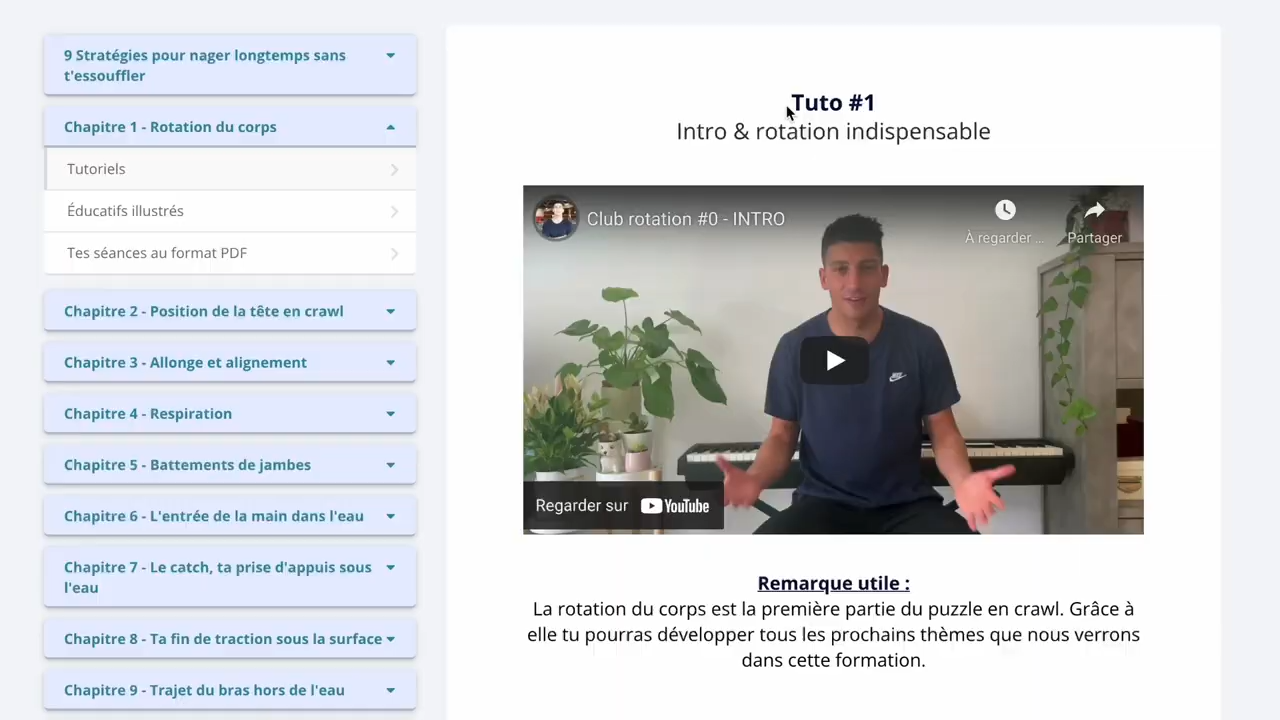 9 Stratégies pour nager longtemps sans
t'essouffler
Chapitre 1 - Rotation du corps
Tutoriels
Éducatifs illustrés
Tes séances au format PDF
Chapitre 2 - Position de la tête en crawl
Chapitre 3 - Allonge et alignement
Chapitre 4 - Respiration
Chapitre 5 - Battements de jambes
Chapitre 6 - L'entrée de la main dans l'eau
Chapitre 7 - Le catch, ta prise d'appuis sous
l'eau
Chapitre 8 - Ta fin de traction sous la surface
Chapitre 9 - Trajet du bras hors de l'eau
Tuto #1
Intro & rotation indispensable
Club rotation #0 - INTRO
À regarder ...
Partager
Regarder sur YouTube
Remarque utile :
La rotation du corps est la première partie du puzzle en crawl. Grâce à
elle tu pourras développer tous les prochains thèmes que nous verrons
dans cette formation.